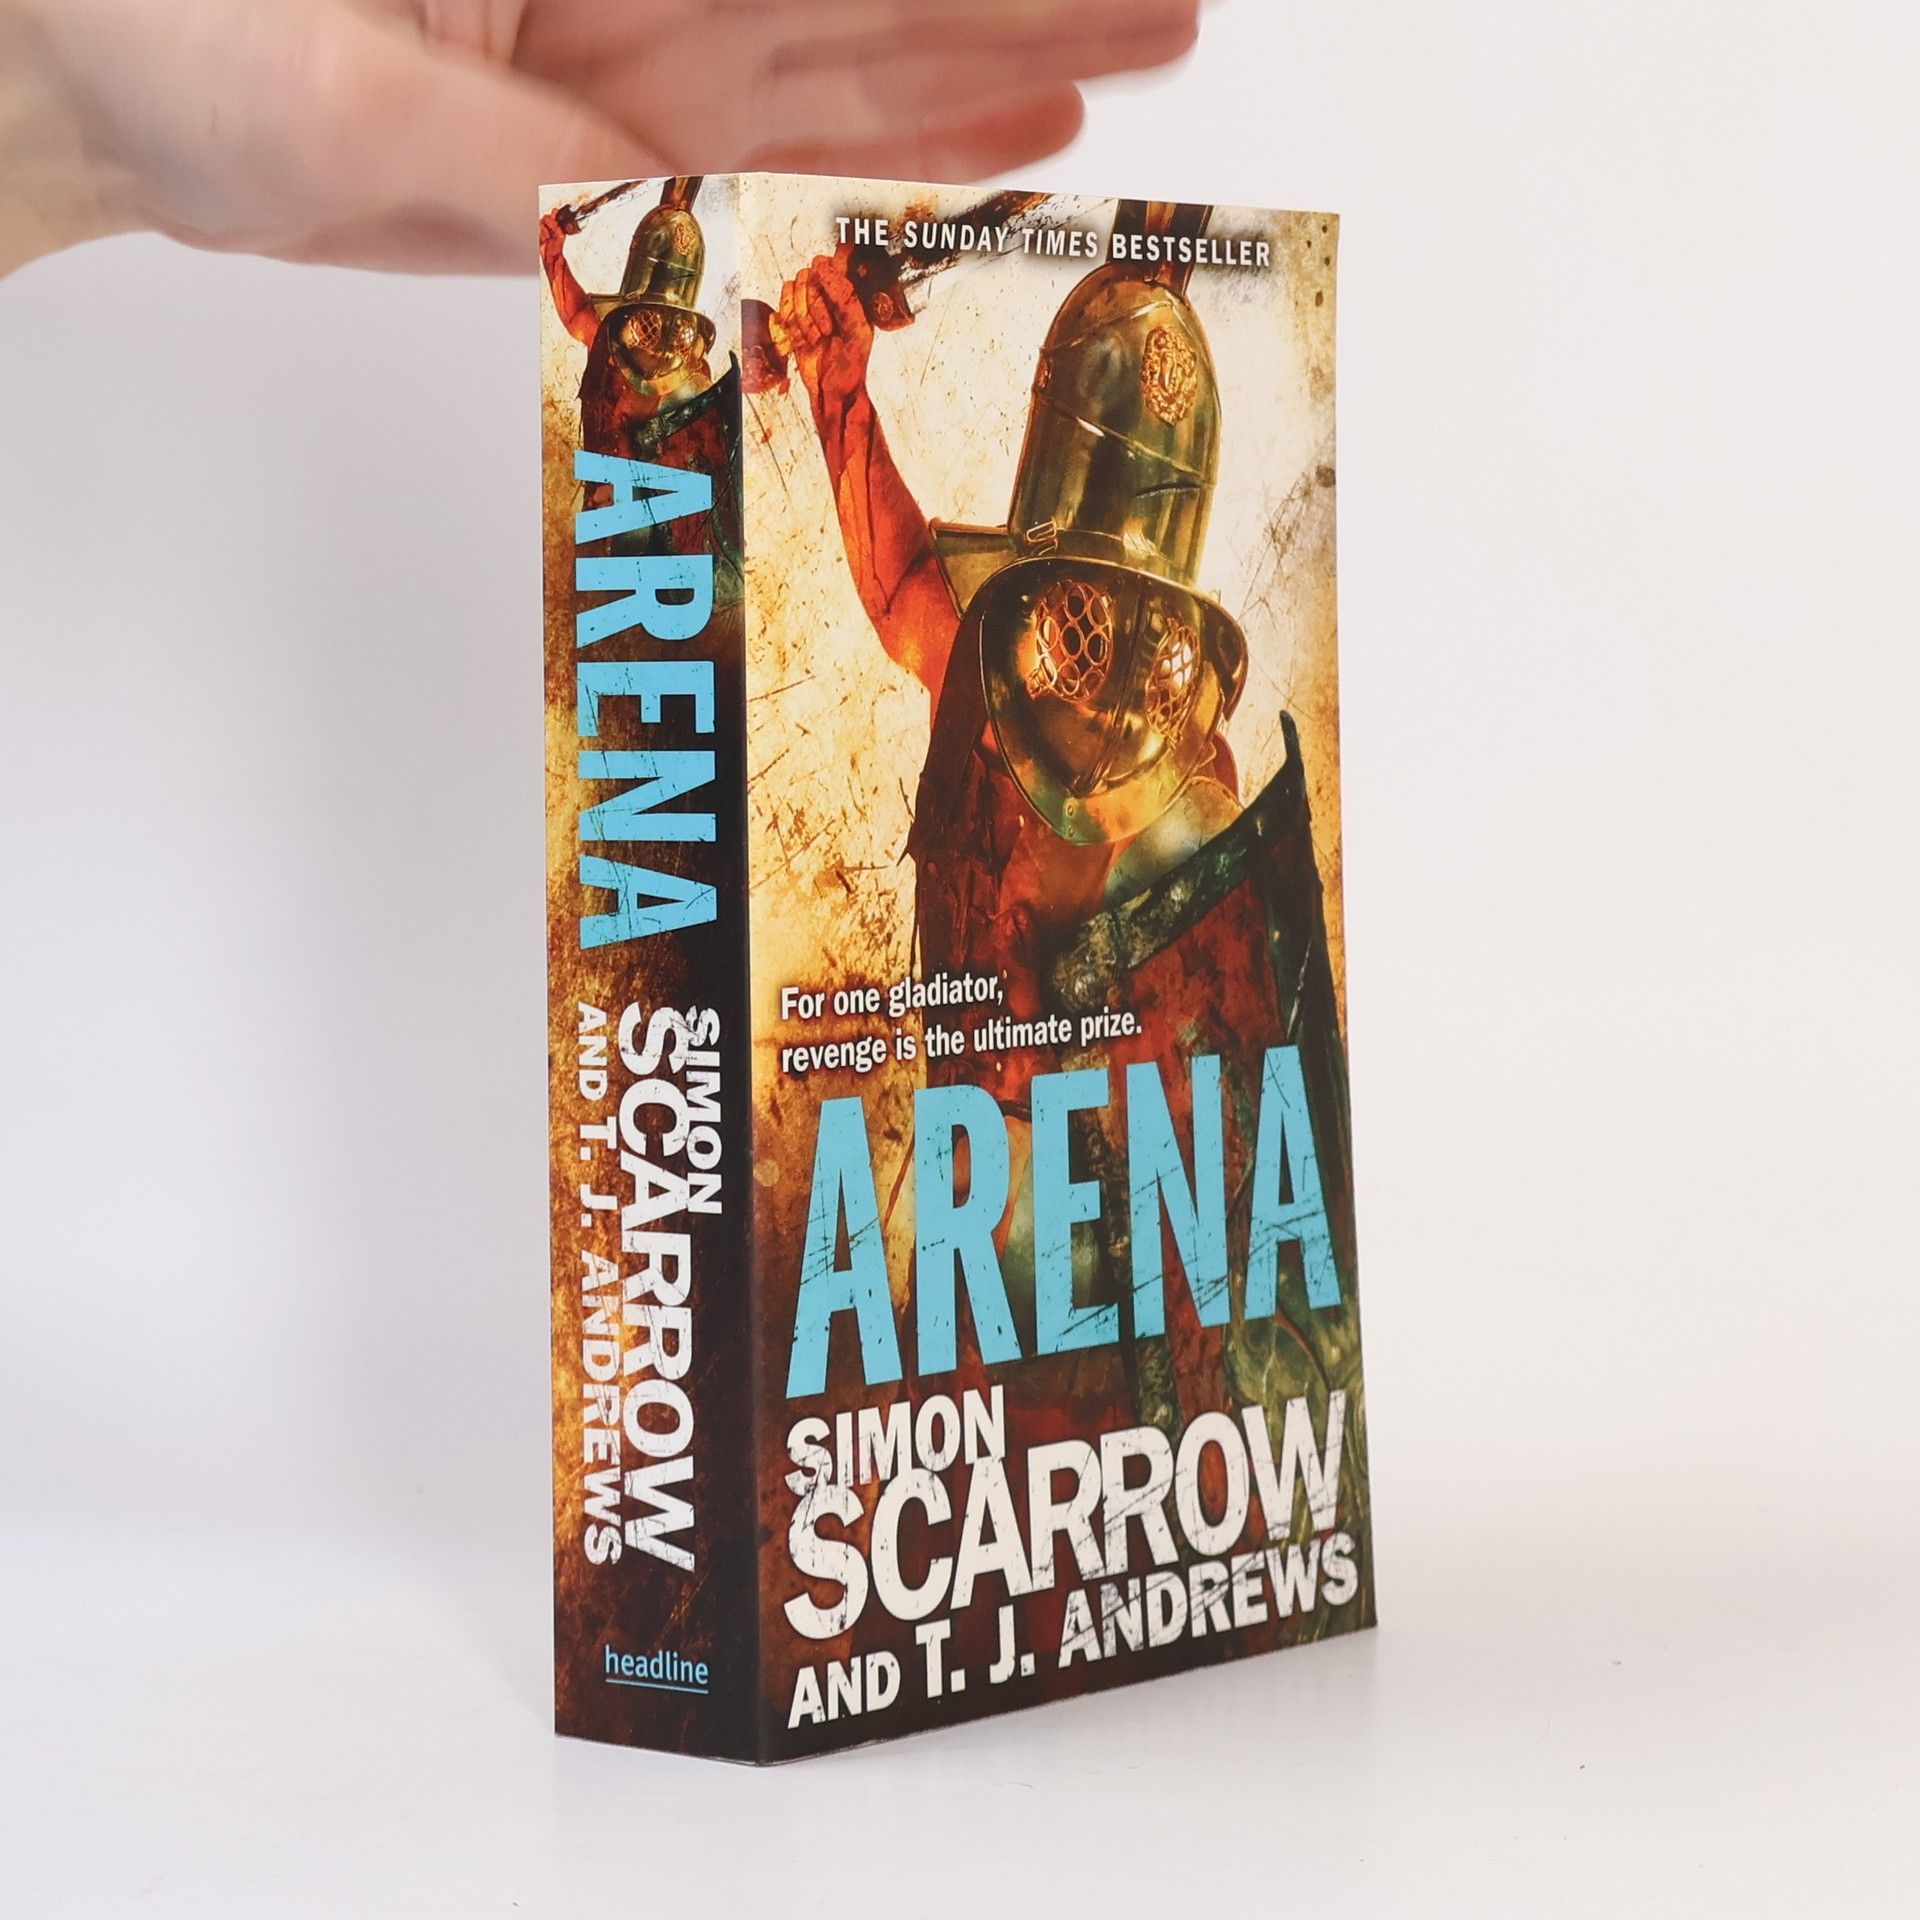 ARENA
SIMON
SCARROW
AND T. J. ANDREWS
headline
THE SUNDAY TIMES BESTSELLER
For one gladiator,
revenge is the ultimate prize.
ARENA
SIMON
SCARROW
AND T. J. ANDREWS